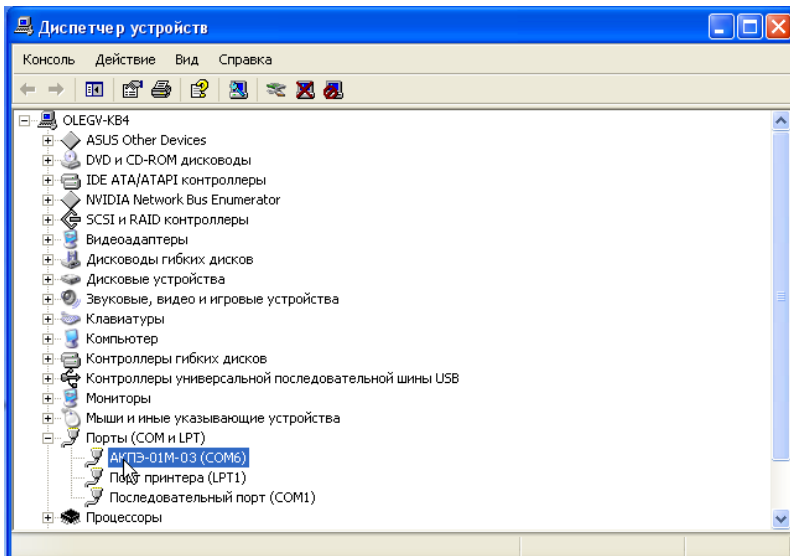 Диспетчер устройств
Консоль Действие Вид Справка
OLEGV-KB4
ASUS Other Devices
DVD и CD-ROM дисководы
IDE ATA/ATAPI контроллеры
NVIDIA Network Bus Enumerator
SCSI и RAID контроллеры
Видеоадаптеры
Дисководы гибких дисков
Дисковые устройства
Звуковые, видео и игровые устройства
Клавиатуры
Компьютер
Контроллеры гибких дисков
Контроллеры универсальной последовательной шины USB
Мониторы
Мыши и иные указывающие устройства
Порты (COM и LPT)
АКПЭ-01М-03 (COM6)
Порт принтера (LPT1)
Последовательный порт (COM1)
Процессоры